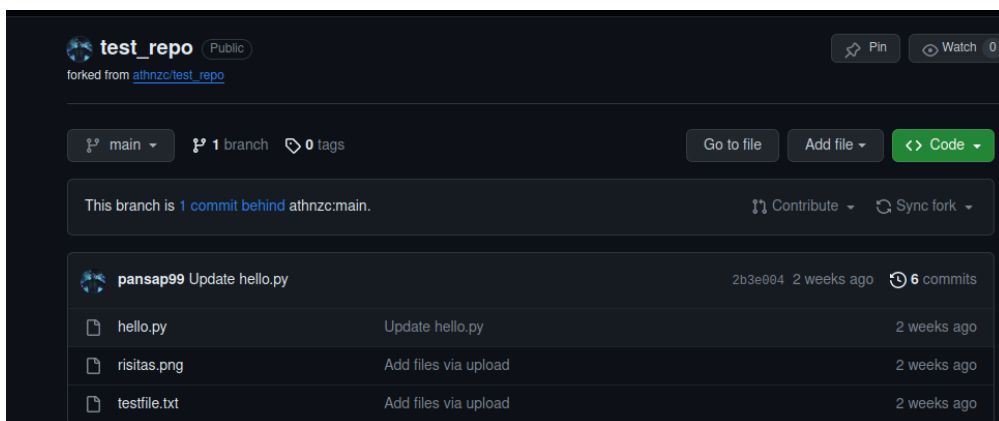 test_repo Public Pin Watch 0
forked from athnzc/test_repo
main 1 branch 0 tags Go to file Add file Code
This branch is 1 commit behind athnzc:main. Contribute Sync fork
pansap99 Update hello.py 2b3e004 2 weeks ago 6 commits
hello.py Update hello.py 2 weeks ago
risitas.png Add files via upload 2 weeks ago
testfile.txt Add files via upload 2 weeks ago